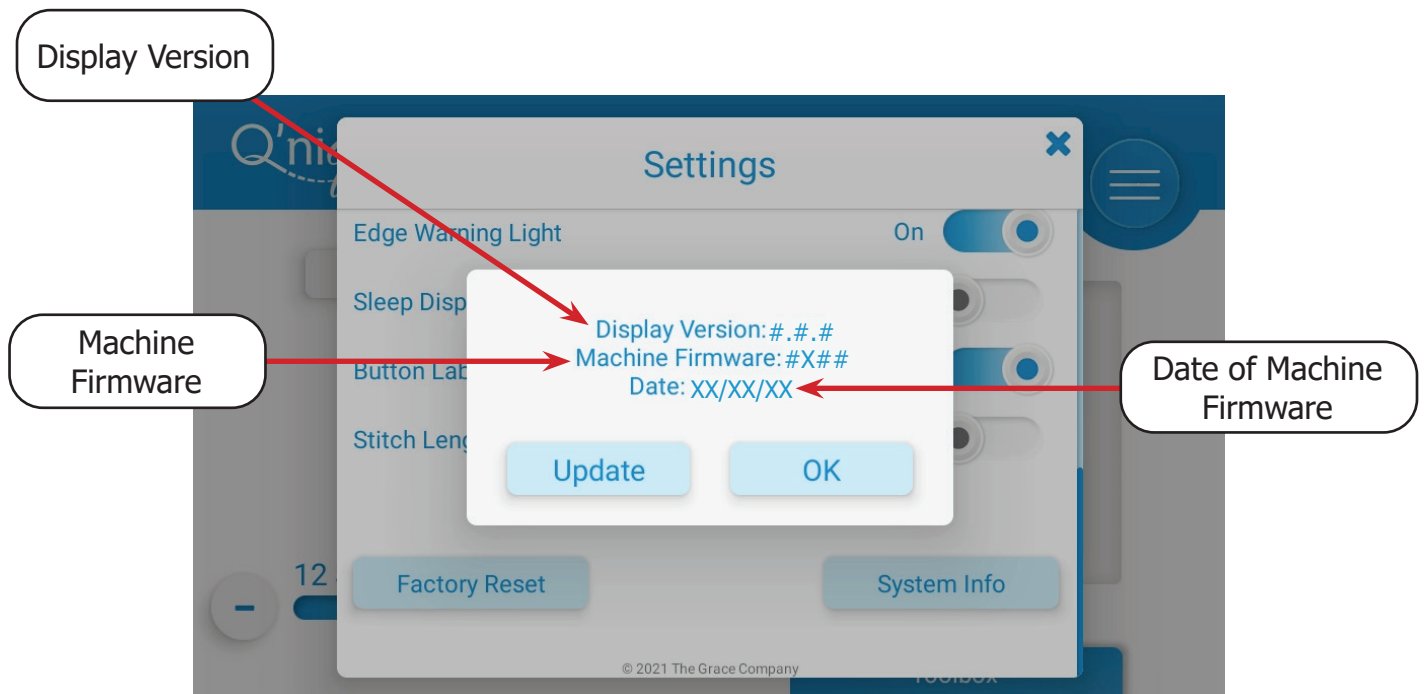 Display Version
Q'ni
Settings
Edge Warning Light
On
Sleep Disp
Display Version: #.#.#
Machine
Firmware
Machine Firmware: #X##
Button Lab
Date: XX/XX/XX
Date of Machine
Firmware
Stitch Leng
Update
OK
12
Factory Reset
System Info
© 2021 The Grace Company
Toolbox